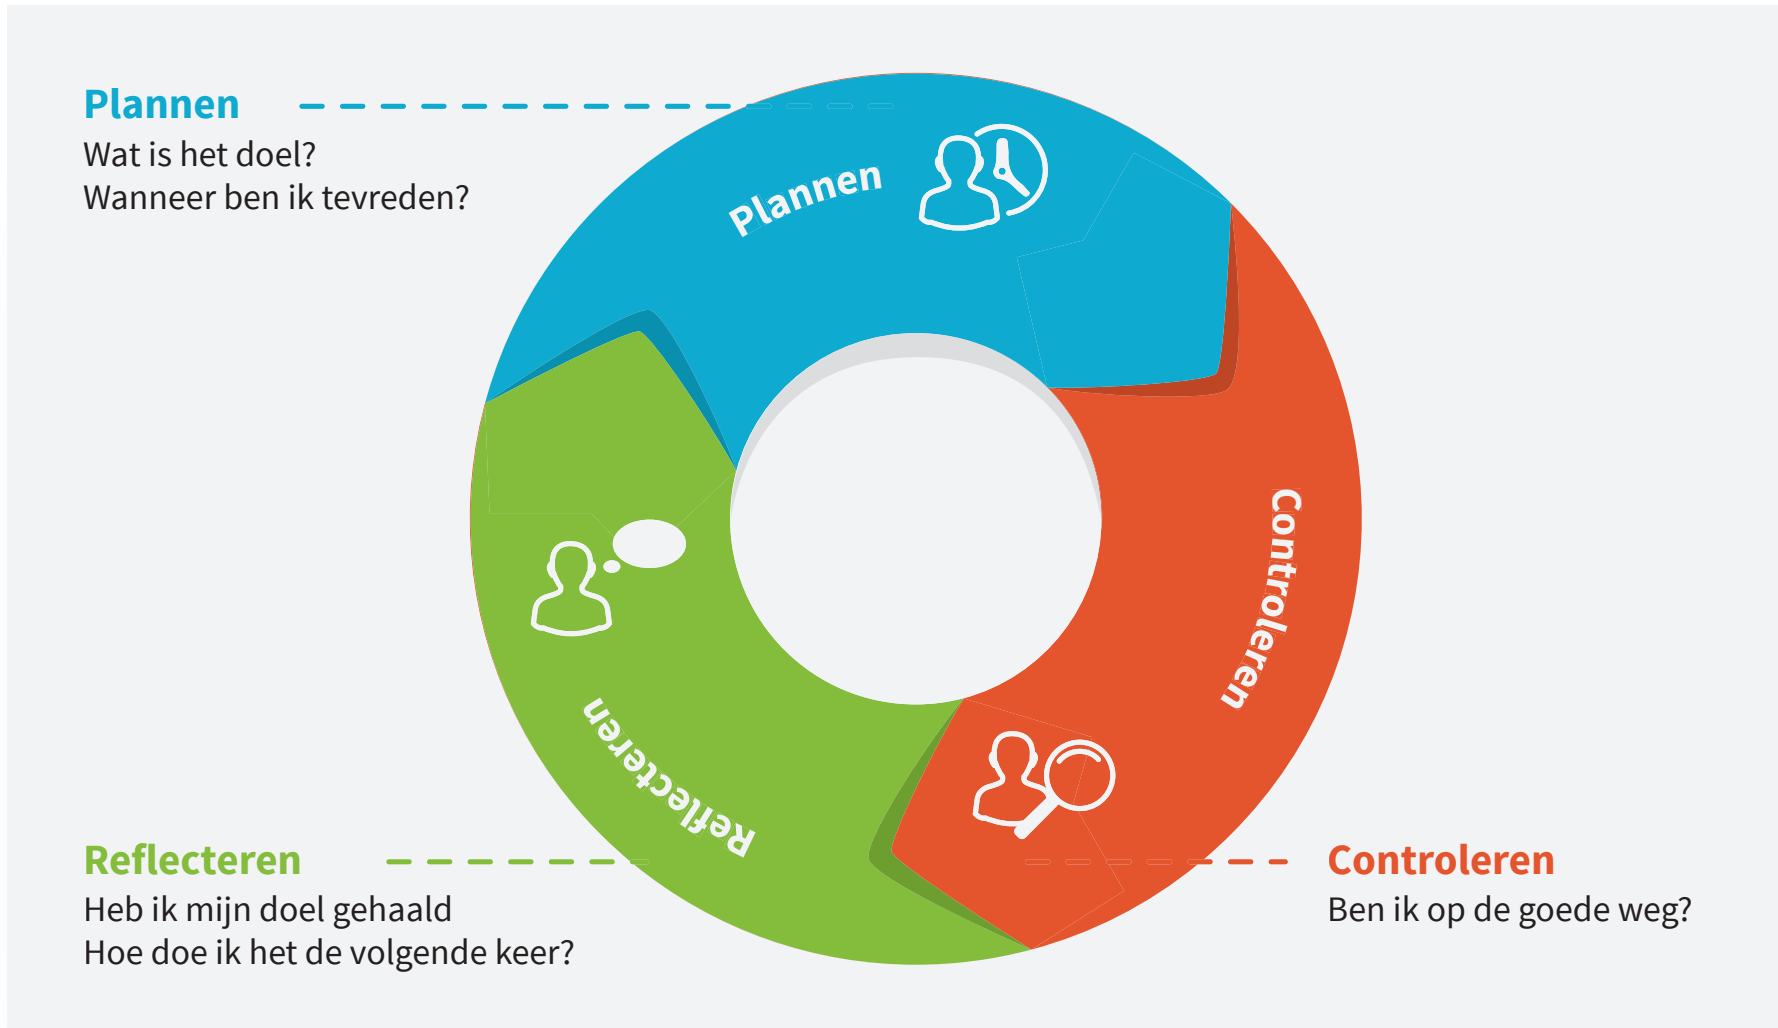 Plannen
Wat is het doel?
Wanneer ben ik tevreden?
Plannen
Controleren
Reflecteren
Reflecteren
Heb ik mijn doel gehaald
Hoe doe ik het de volgende keer?
Controleren
Ben ik op de goede weg?